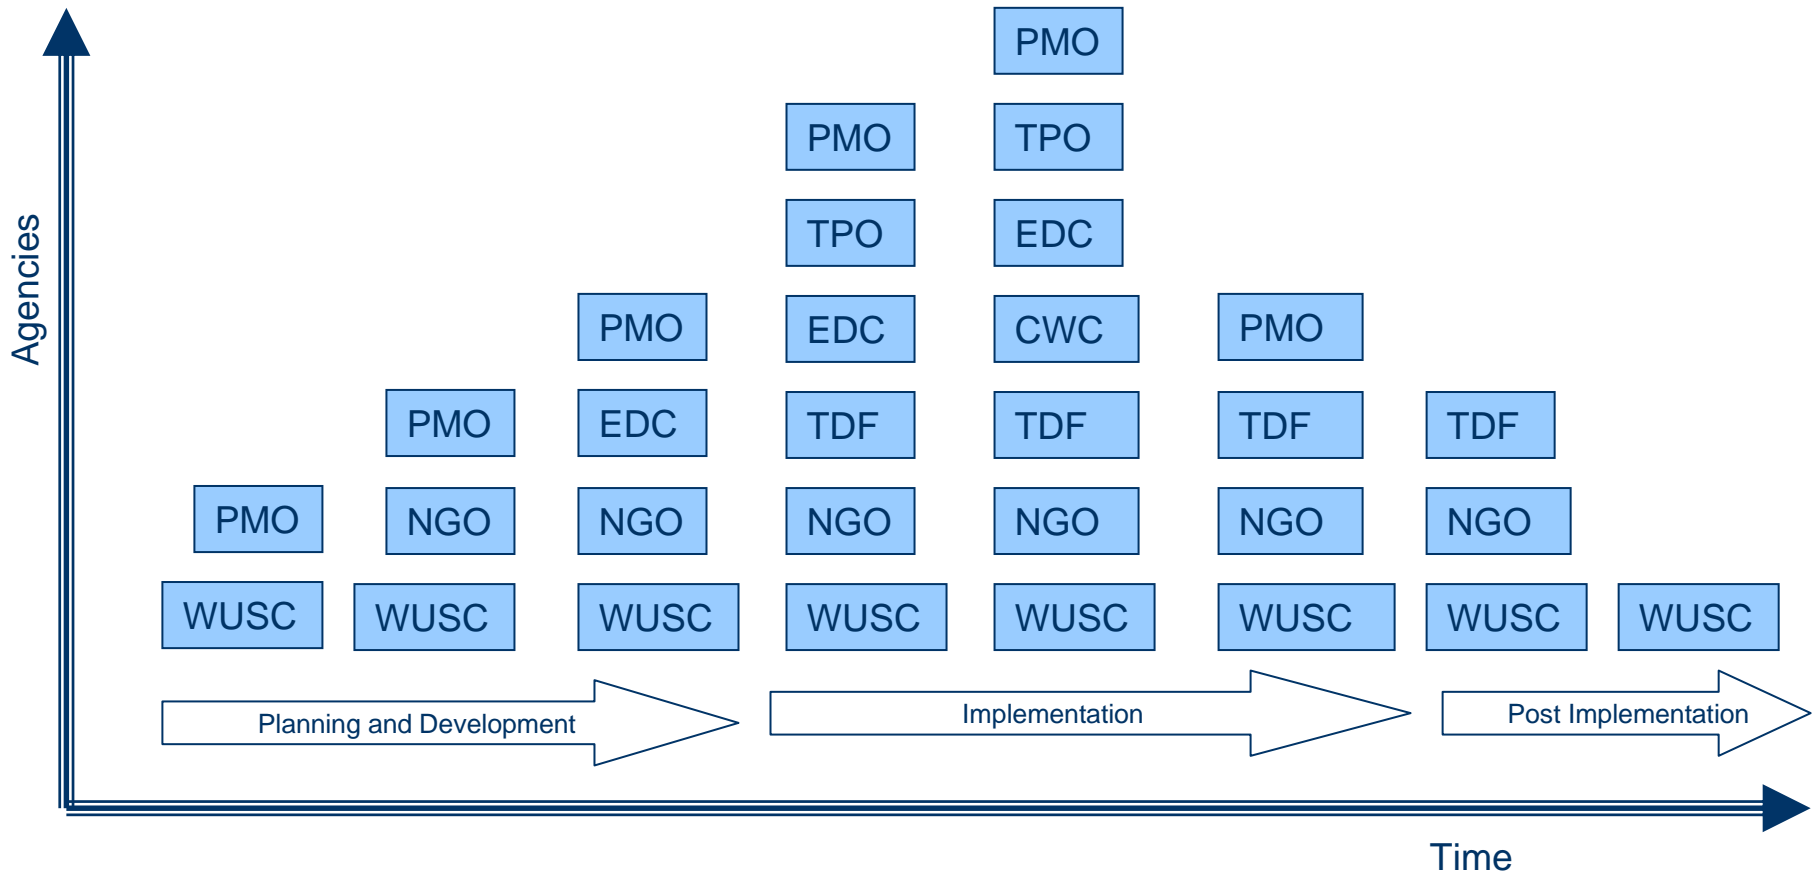 PMO
PMO TPO
TPO EDC
PMO EDC CWC PMO
PMO EDC TDF TDF TDF TDF
PMO NGO NGO NGO NGO NGO NGO
WUSC WUSC WUSC WUSC WUSC WUSC WUSC WUSC
Planning and Development Implementation Post Implementation
Agencies
Time